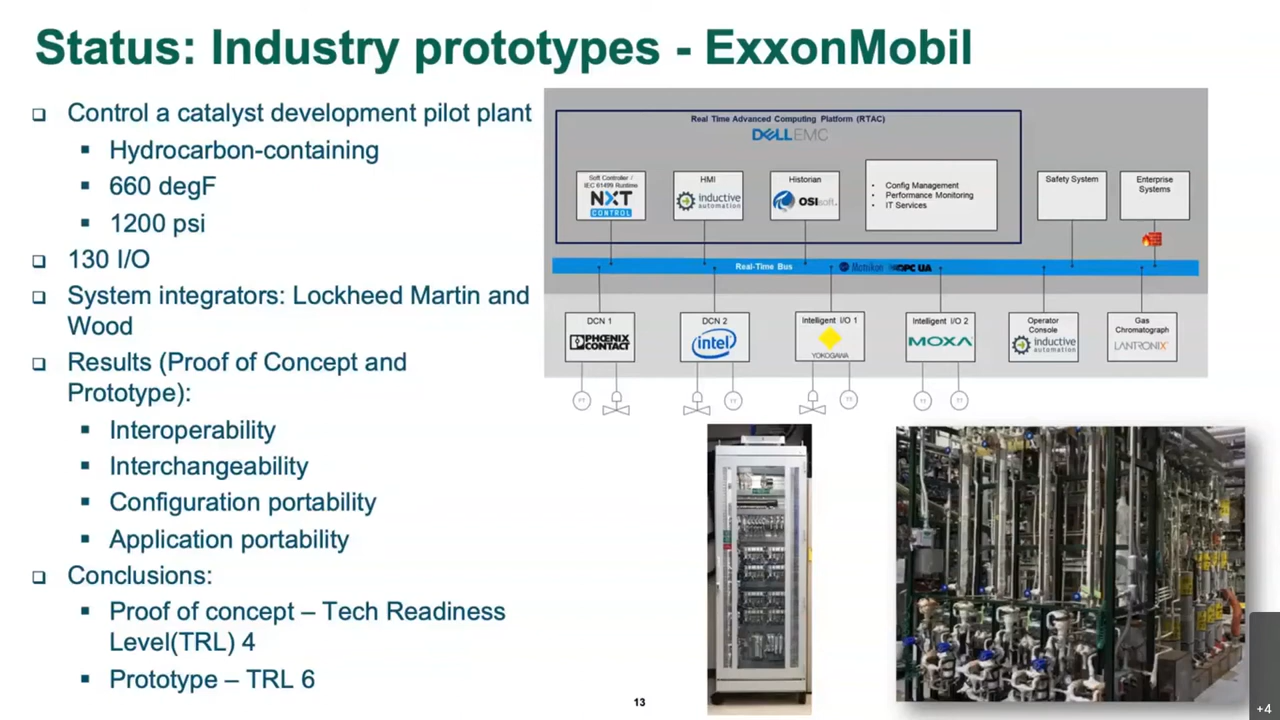 Status: Industry prototypes - ExxonMobil
Control a catalyst development pilot plant
Hydrocarbon-containing
660 degF
1200 psi
130 I/O
System integrators: Lockheed Martin and
Wood
Results (Proof of Concept and
Prototype):
Interoperability
Interchangeability
Configuration portability
Application portability
Conclusions:
Proof of concept – Tech Readiness
Level(TRL) 4
Prototype – TRL 6
Real Time Advanced Computing Platform (RTAC)
DELL EMC
Soft Controller /
IEC 61499 Runtime
NXT
CONTROL
HMI
inductive
automation
Historian
OSIsoft.
Config Management
Performance Monitoring
IT Services
Safety System
Enterprise
Systems
Real-Time Bus
Matrikon
OPC UA
DCN 1
PHOENIX
CONTACT
DCN 2
intel
Intelligent I/O 1
YOKOGAWA
Intelligent I/O 2
MOXA
Operator
Console
inductive
automation
Gas
Chromatograph
LANTRONIX
13
+4